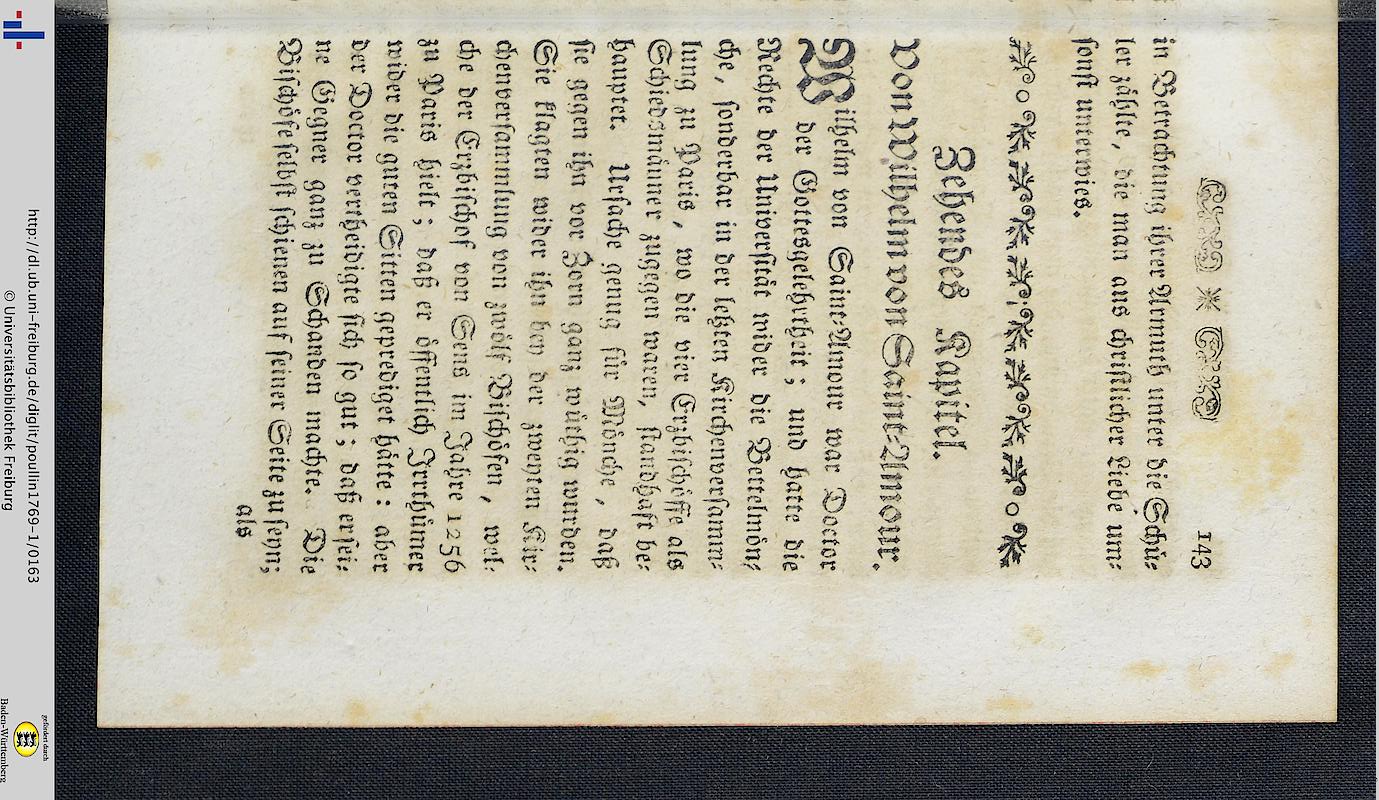 143
in Betrachtung ihrer Armuth unter die Schü-
ler zählte, die man aus christlicher Liebe um-
sonst unterwies.
Zehendes Kapitel.
Von Wilhelm von Saint-Amour.
Wilhelm von Saint-Amour war Doctor
der Gottesgelehrheit; und hatte die
Rechte der Universität wider die Bettelmön-
che, sonderbar in der letzten Kirchenversamm-
lung zu Paris, wo die vier Erzbischöffe als
Schiedsmänner zugegen waren, standhaft be-
hauptet. Ursache genug für Mönche, daß
sie gegen ihn vor Zorn ganz wüthig wurden.
Sie klagten wider ihn bey der zweyten Kir-
chenversammlung von zwölf Bischöfen, wel-
che der Erzbischof von Sens im Jahre 1256
zu Paris hielt; daß er öffentlich Irrthümer
wider die guten Sitten geprediget hätte: aber
der Doctor vertheidigte sich so gut; daß er sei-
ne Gegner ganz zu Schanden machte. Die
Bischöfe selbst schienen auf seiner Seite zu seyn;
als
http://dl.ub.uni-freiburg.de/diglit/poullin1769-1/0163
© Universitätsbibliothek Freiburg
gefördert durch
Baden-Württemberg